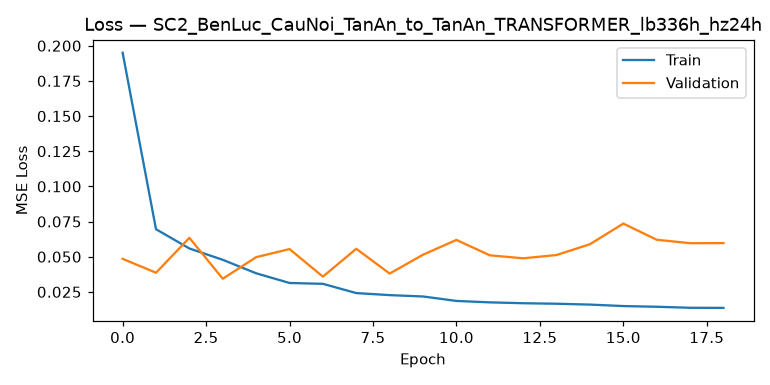 Loss — SC2_BenLuc_CauNoi_TanAn_to_TanAn_TRANSFORMER_lb336h_hz24h
Train
Validation
MSE Loss
0.200
0.175
0.150
0.125
0.100
0.075
0.050
0.025
0.0 2.5 5.0 7.5 10.0 12.5 15.0 17.5
Epoch